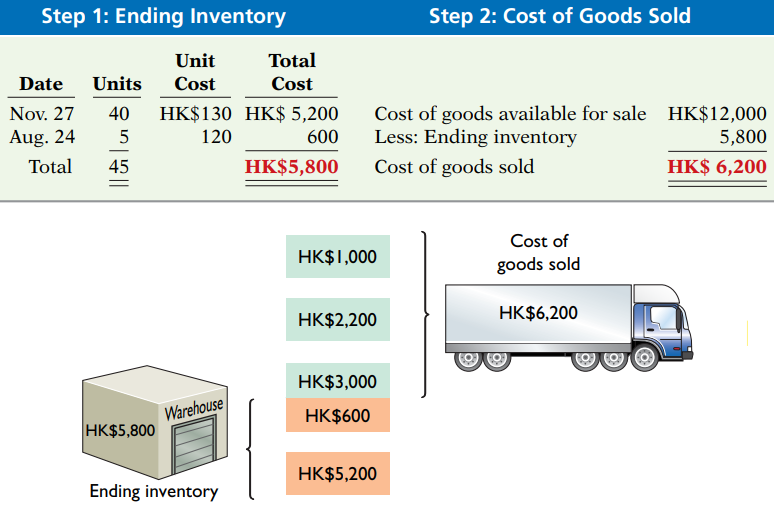 Step 1: Ending Inventory
Step 2: Cost of Goods Sold
Unit Total
Date Units Cost Cost
Nov. 27 40 HK$130 HK$ 5,200
Aug. 24 5 120 600
Total 45 HK$5,800
Cost of goods available for sale HK$12,000
Less: Ending inventory 5,800
Cost of goods sold HK$ 6,200
HK$1,000
HK$2,200
HK$3,000
HK$600
HK$5,200
Cost of
goods sold
HK$6,200
Warehouse
HK$5,800
Ending inventory